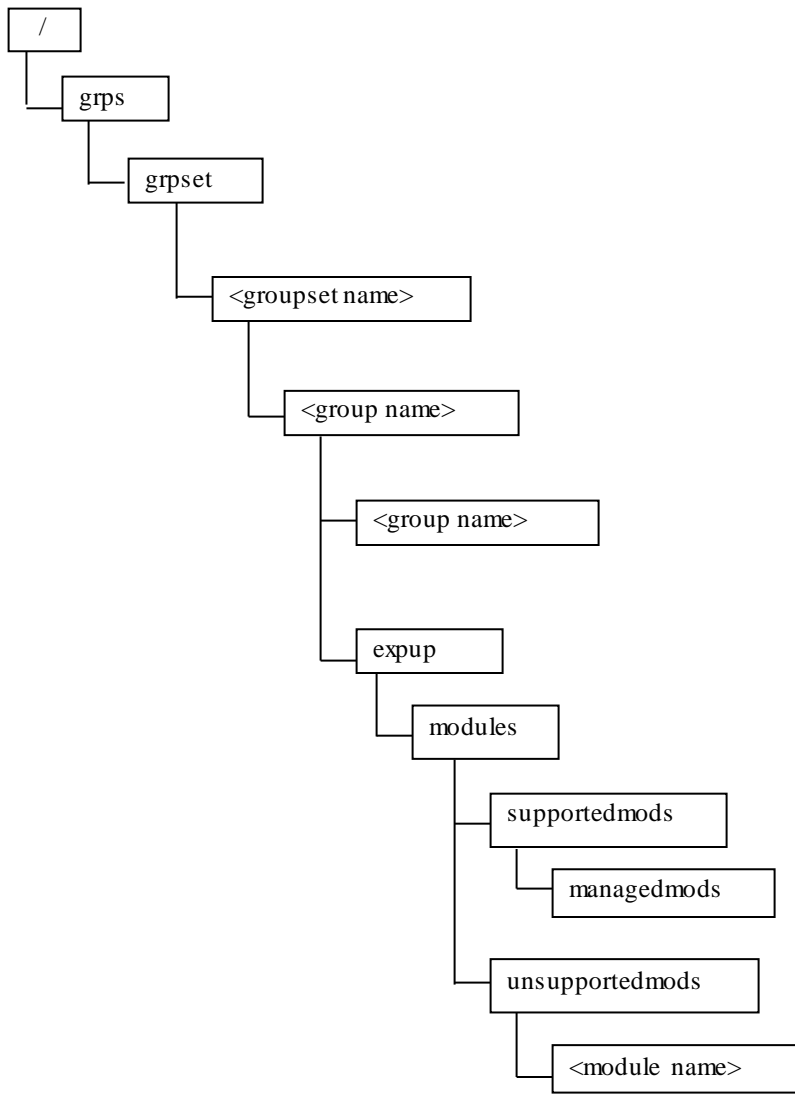 /
grps
grpset
<groupset name>
<group name>
<group name>
expup
modules
supportedmods
managedmods
unsupportedmods
<module name>